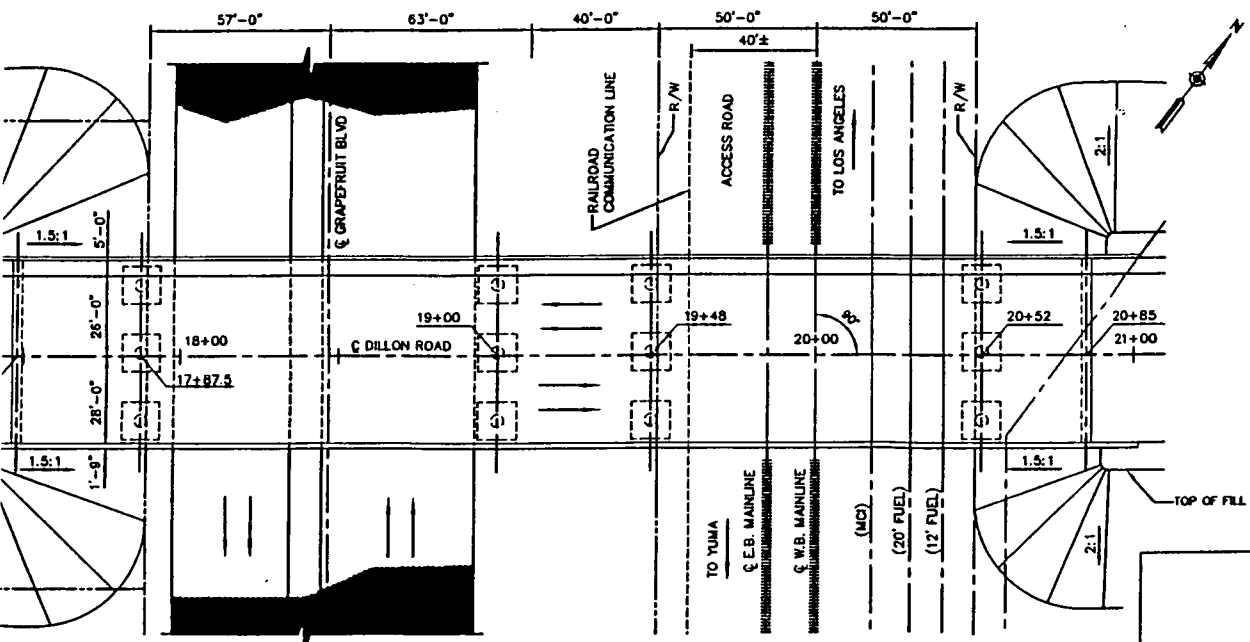 57'-0" 63'-0" 40'-0" 50'-0" 50'-0"
40'±
N
RAILROAD
COMMUNICATION LINE
R/W
ACCESS ROAD
TO LOS ANGELES
R/W
2:1
℄ GRAPEFRUIT BLVD
1.5:1
5'-0"
1.5:1
26'-0"
18+00
17+87.5
19+00
℄ DILLON ROAD
19+48
90°
20+00
20+52
20+85
21+00
28'-0"
1.5:1
1'-9"
1.5:1
TO YUMA
℄ E.B. MAINLINE
℄ W.B. MAINLINE
(MCI)
(20' FUEL)
(12' FUEL)
2:1
TOP OF FILL